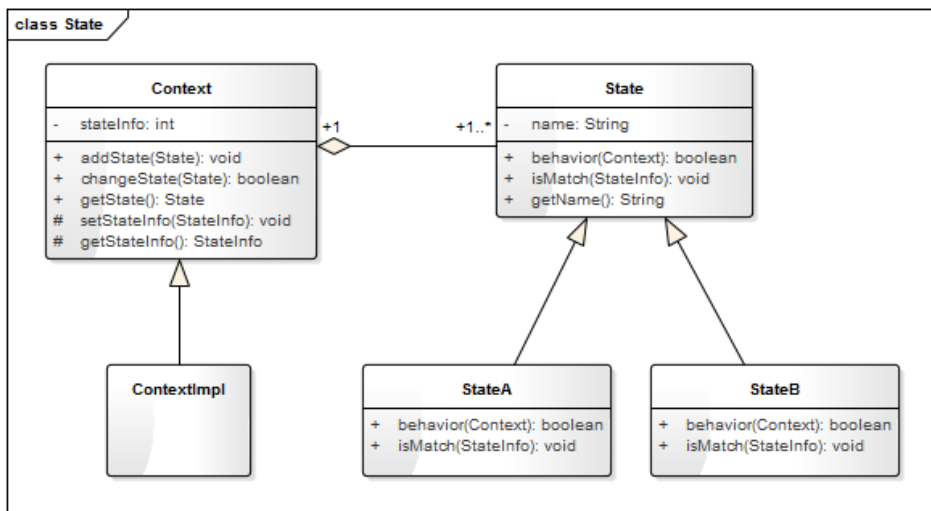 class State
Context
- stateInfo: int
+ addState(State): void
+ changeState(State): boolean
+ getState(): State
# setStateInfo(StateInfo): void
# getStateInfo(): StateInfo
+1
+1..*
State
- name: String
+ behavior(Context): boolean
+ isMatch(StateInfo): void
+ getName(): String
ContextImpl
StateA
+ behavior(Context): boolean
+ isMatch(StateInfo): void
StateB
+ behavior(Context): boolean
+ isMatch(StateInfo): void